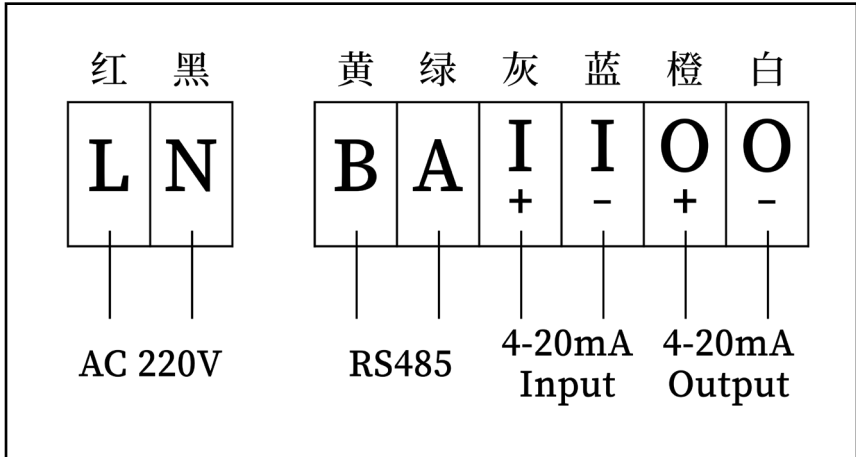 红 黑 黄 绿 灰 蓝 橙 白
L N B A I I O O
+ - + -
AC 220V RS485 4-20mA 4-20mA
Input Output